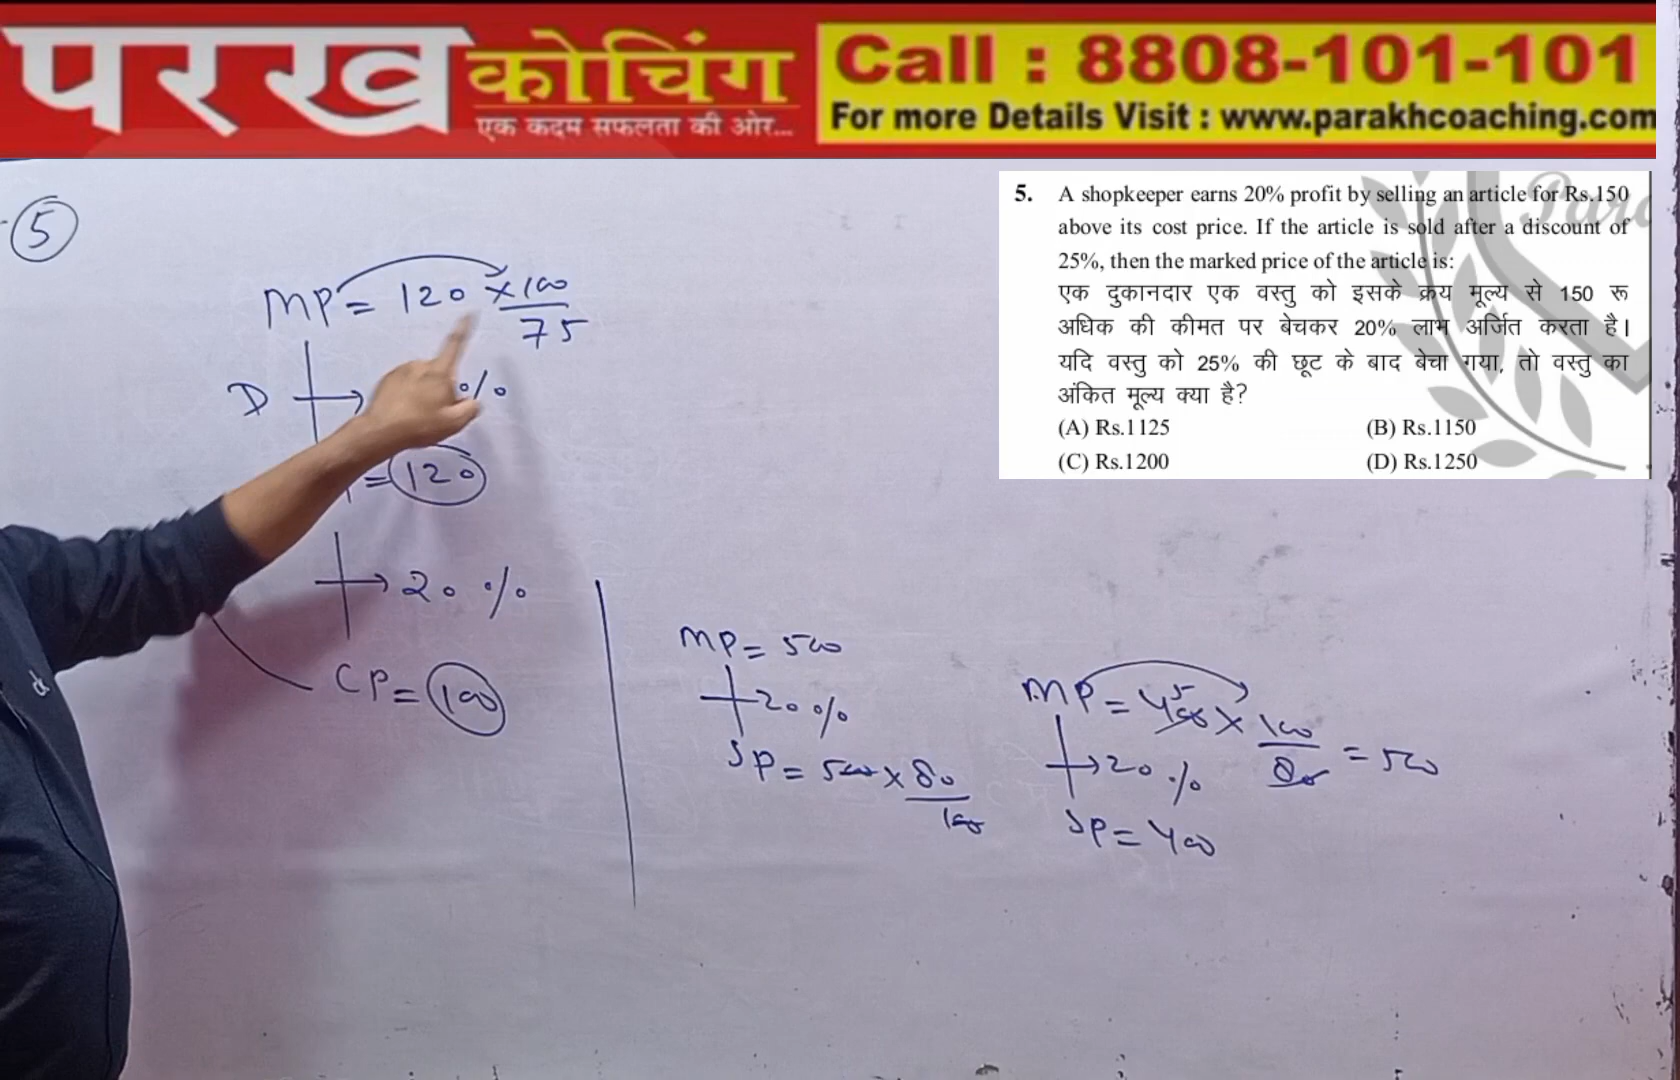 परख कोचिंग
एक कदम सफलता की ओर...
Call : 8808-101-101
For more Details Visit : www.parakhcoaching.com
5. A shopkeeper earns 20% profit by selling an article for Rs.150
above its cost price. If the article is sold after a discount of
25%, then the marked price of the article is:
एक दुकानदार एक वस्तु को इसके क्रय मूल्य से 150 रू
अधिक की कीमत पर बेचकर 20% लाभ अर्जित करता है।
यदि वस्तु को 25% की छूट के बाद बेचा गया, तो वस्तु का
अंकित मूल्य क्या है?
(A) Rs.1125 (B) Rs.1150
(C) Rs.1200 (D) Rs.1250
5
MP = 120 × 100/75
D → %
= 120
→ 20 %
CP = 100
MP = 500
20 %
SP = 500 × 80/100
MP = 400 5 × 100/80 = 500
→ 20 %
SP = 400